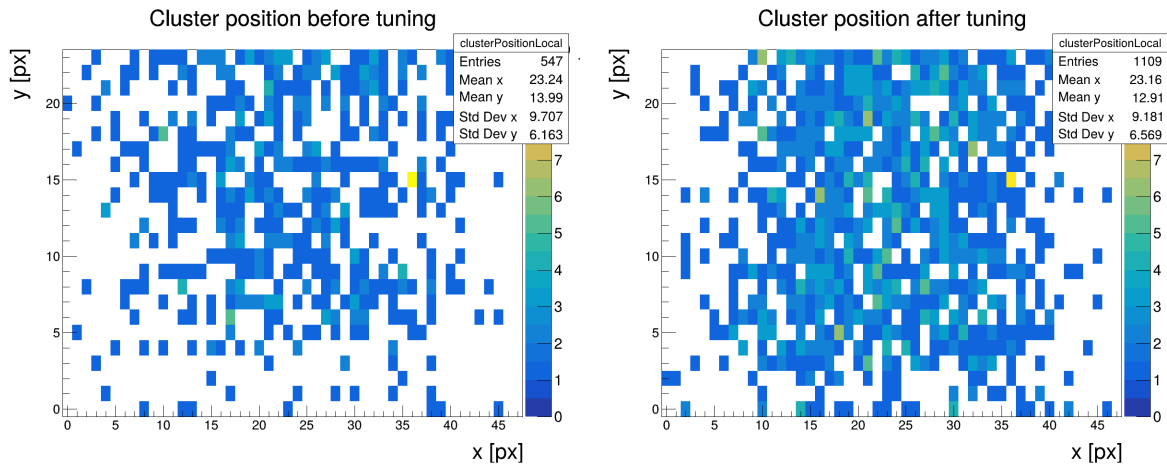 Cluster position before tuning
y [px]
clusterPositionLocal
Entries 547
Mean x 23.24
Mean y 13.99
Std Dev x 9.707
Std Dev y 6.163
20
15
10
5
0
0 5 10 15 20 25 30 35 40 45
x [px]
7
6
5
4
3
2
1
0
Cluster position after tuning
y [px]
clusterPositionLocal
Entries 1109
Mean x 23.16
Mean y 12.91
Std Dev x 9.181
Std Dev y 6.569
20
15
10
5
0
0 5 10 15 20 25 30 35 40 45
x [px]
7
6
5
4
3
2
1
0